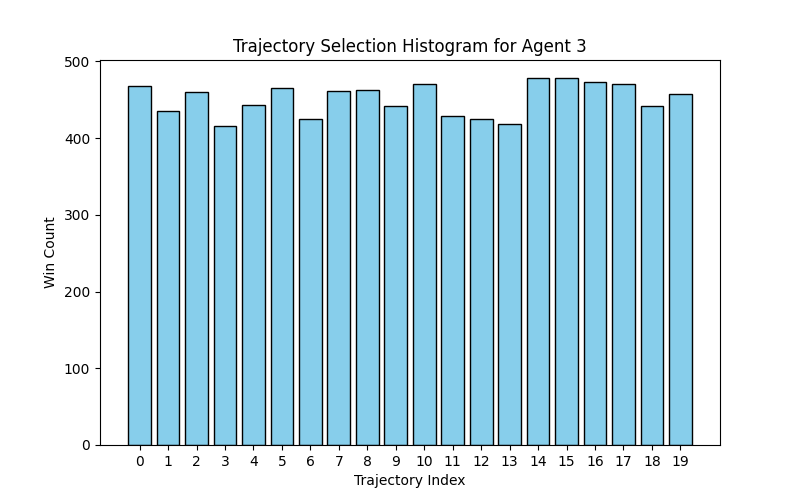 Trajectory Selection Histogram for Agent 3
500
400
300
200
100
0
Win Count
0 1 2 3 4 5 6 7 8 9 10 11 12 13 14 15 16 17 18 19
Trajectory Index